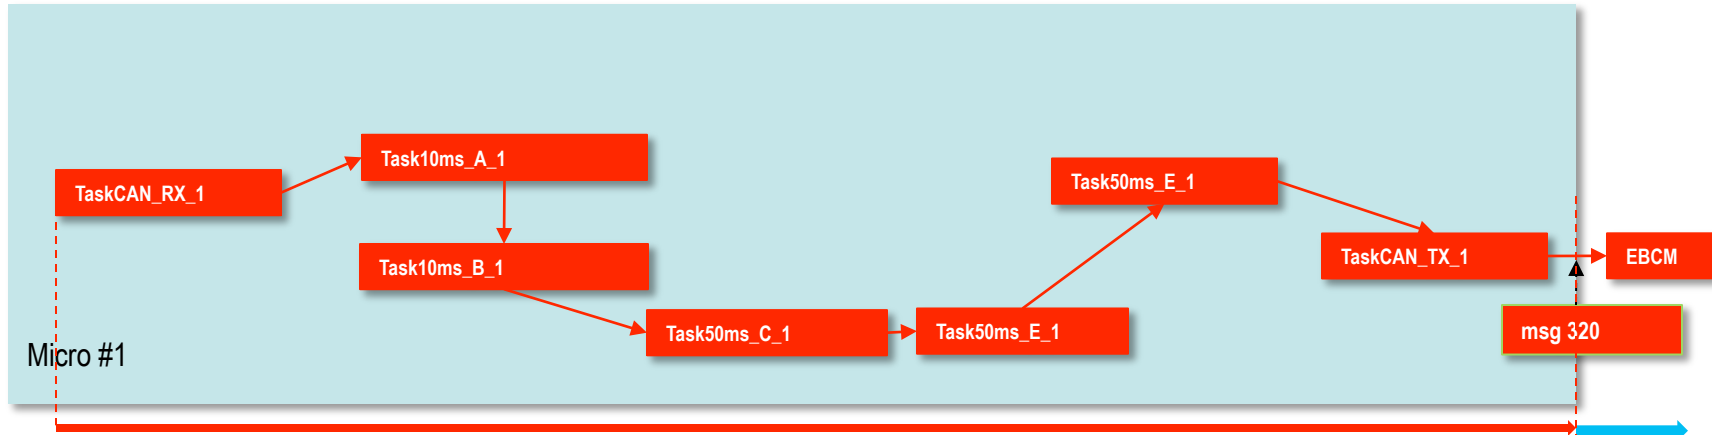 TaskCAN_RX_1
Task10ms_A_1
Task10ms_B_1
Task50ms_C_1
Task50ms_E_1
Task50ms_E_1
TaskCAN_TX_1
EBCM
msg 320
Micro #1